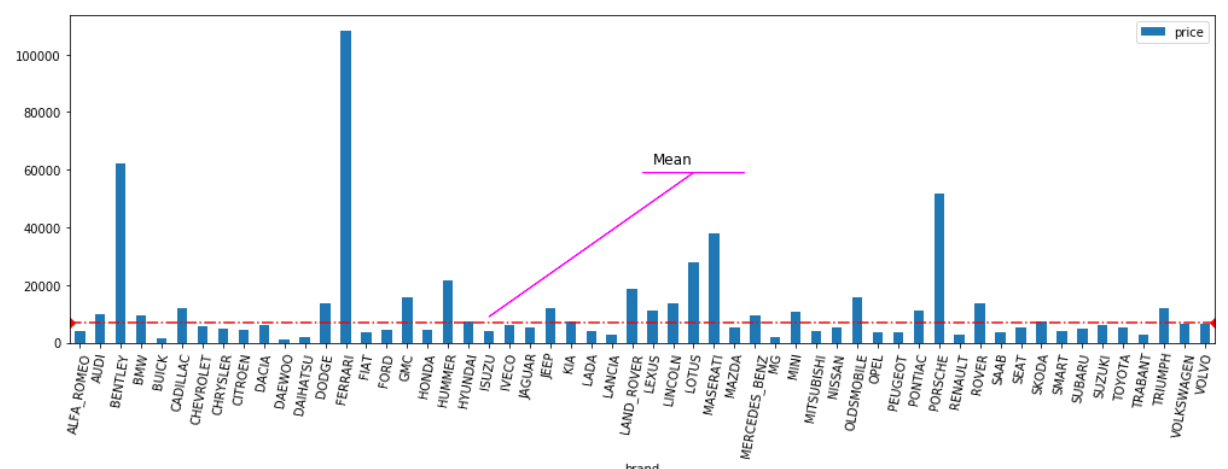 price
100000
80000
60000
40000
20000
0
Mean
ALFA_ROMEO
AUDI
BENTLEY
BMW
BUICK
CADILLAC
CHEVROLET
CHRYSLER
CITROEN
DACIA
DAEWOO
DAIHATSU
DODGE
FERRARI
FIAT
FORD
GMC
HONDA
HUMMER
HYUNDAI
ISUZU
IVECO
JAGUAR
JEEP
KIA
LADA
LANCIA
LAND_ROVER
LEXUS
LINCOLN
LOTUS
MASERATI
MAZDA
MERCEDES_BENZ
MG
MINI
MITSUBISHI
NISSAN
OLDSMOBILE
OPEL
PEUGEOT
PONTIAC
PORSCHE
RENAULT
ROVER
SAAB
SEAT
SKODA
SMART
SUBARU
SUZUKI
TOYOTA
TRABANT
TRIUMPH
VOLKSWAGEN
VOLVO
brand